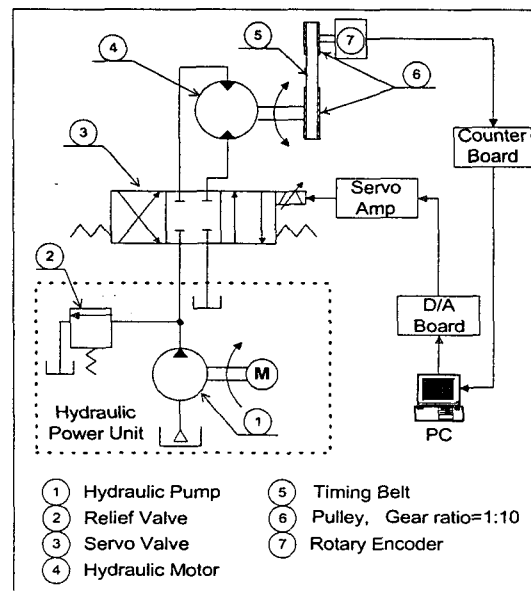 4
5
7
6
3
Counter
Board
Servo
Amp
2
D/A
Board
M
Hydraulic
Power Unit
1
PC
1 Hydraulic Pump
2 Relief Valve
3 Servo Valve
4 Hydraulic Motor
5 Timing Belt
6 Pulley, Gear ratio=1:10
7 Rotary Encoder